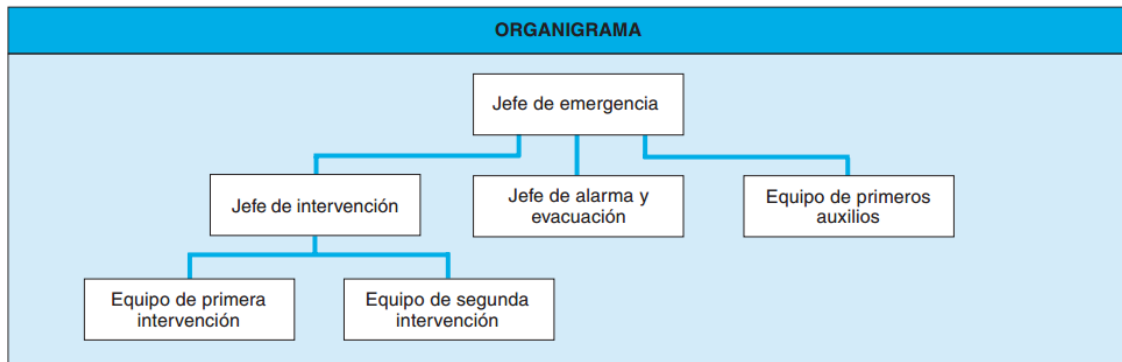 ORGANIGRAMA
Jefe de emergencia
Jefe de intervención
Jefe de alarma y
evacuación
Equipo de primeros
auxilios
Equipo de primera
intervención
Equipo de segunda
intervención